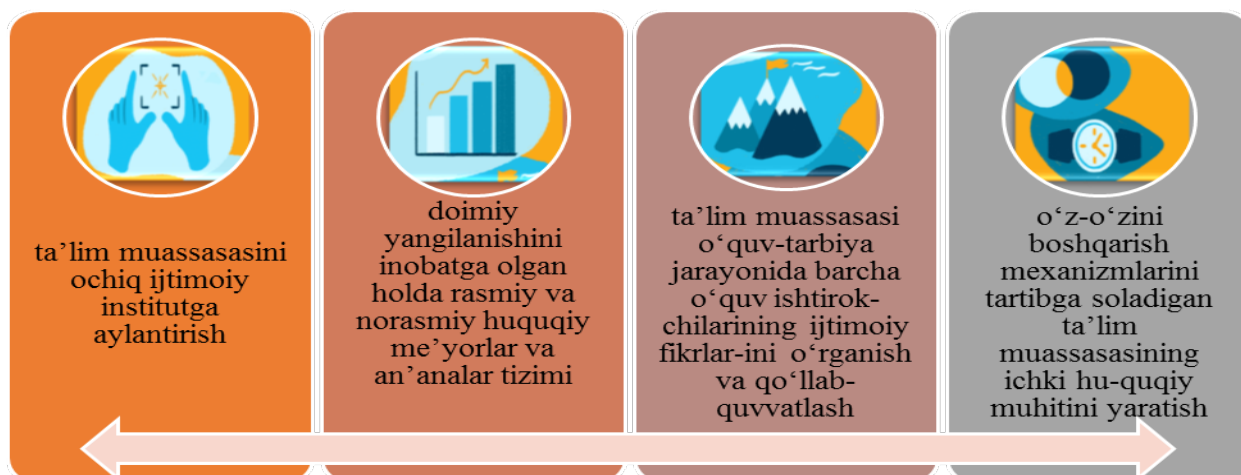 ta’lim muassasasini
ochiq ijtimoiy
institutga
aylantirish
doimiy
yangilanishini
inobatga olgan
holda rasmiy va
norasmiy huquqiy
me’yorlar va
an’analar tizimi
ta’lim muassasasi
o‘quv-tarbiya
jarayonida barcha
o‘quv ishtirok-
chilarining ijtimoiy
fikrlar-ini o‘rganish
va qo‘llab-
quvvatlash
o‘z-o‘zini
boshqarish
mexanizmlarini
tartibga soladigan
ta’lim
muassasasining
ichki hu-quqiy
muhitini yaratish